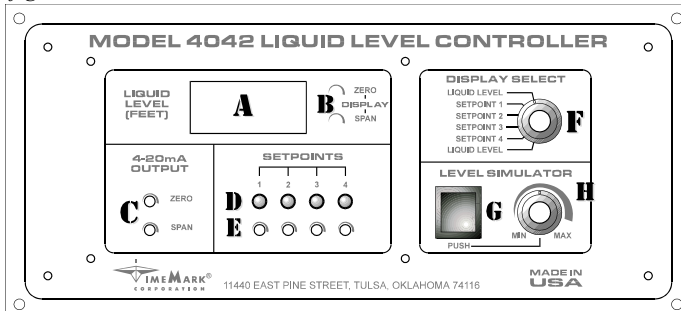 MODEL 4042 LIQUID LEVEL CONTROLLER
LIQUID
LEVEL
(FEET)
A
B
ZERO
DISPLAY
SPAN
DISPLAY SELECT
LIQUID LEVEL
SETPOINT 1
SETPOINT 2
SETPOINT 3
SETPOINT 4
LIQUID LEVEL
F
4-20mA
OUTPUT
C
ZERO
SPAN
SETPOINTS
1 2 3 4
D
E
LEVEL SIMULATOR
G
H
MIN MAX
PUSH
TIMEMARK®
CORPORATION
11440 EAST PINE STREET, TULSA, OKLAHOMA 74116
MADE IN
USA